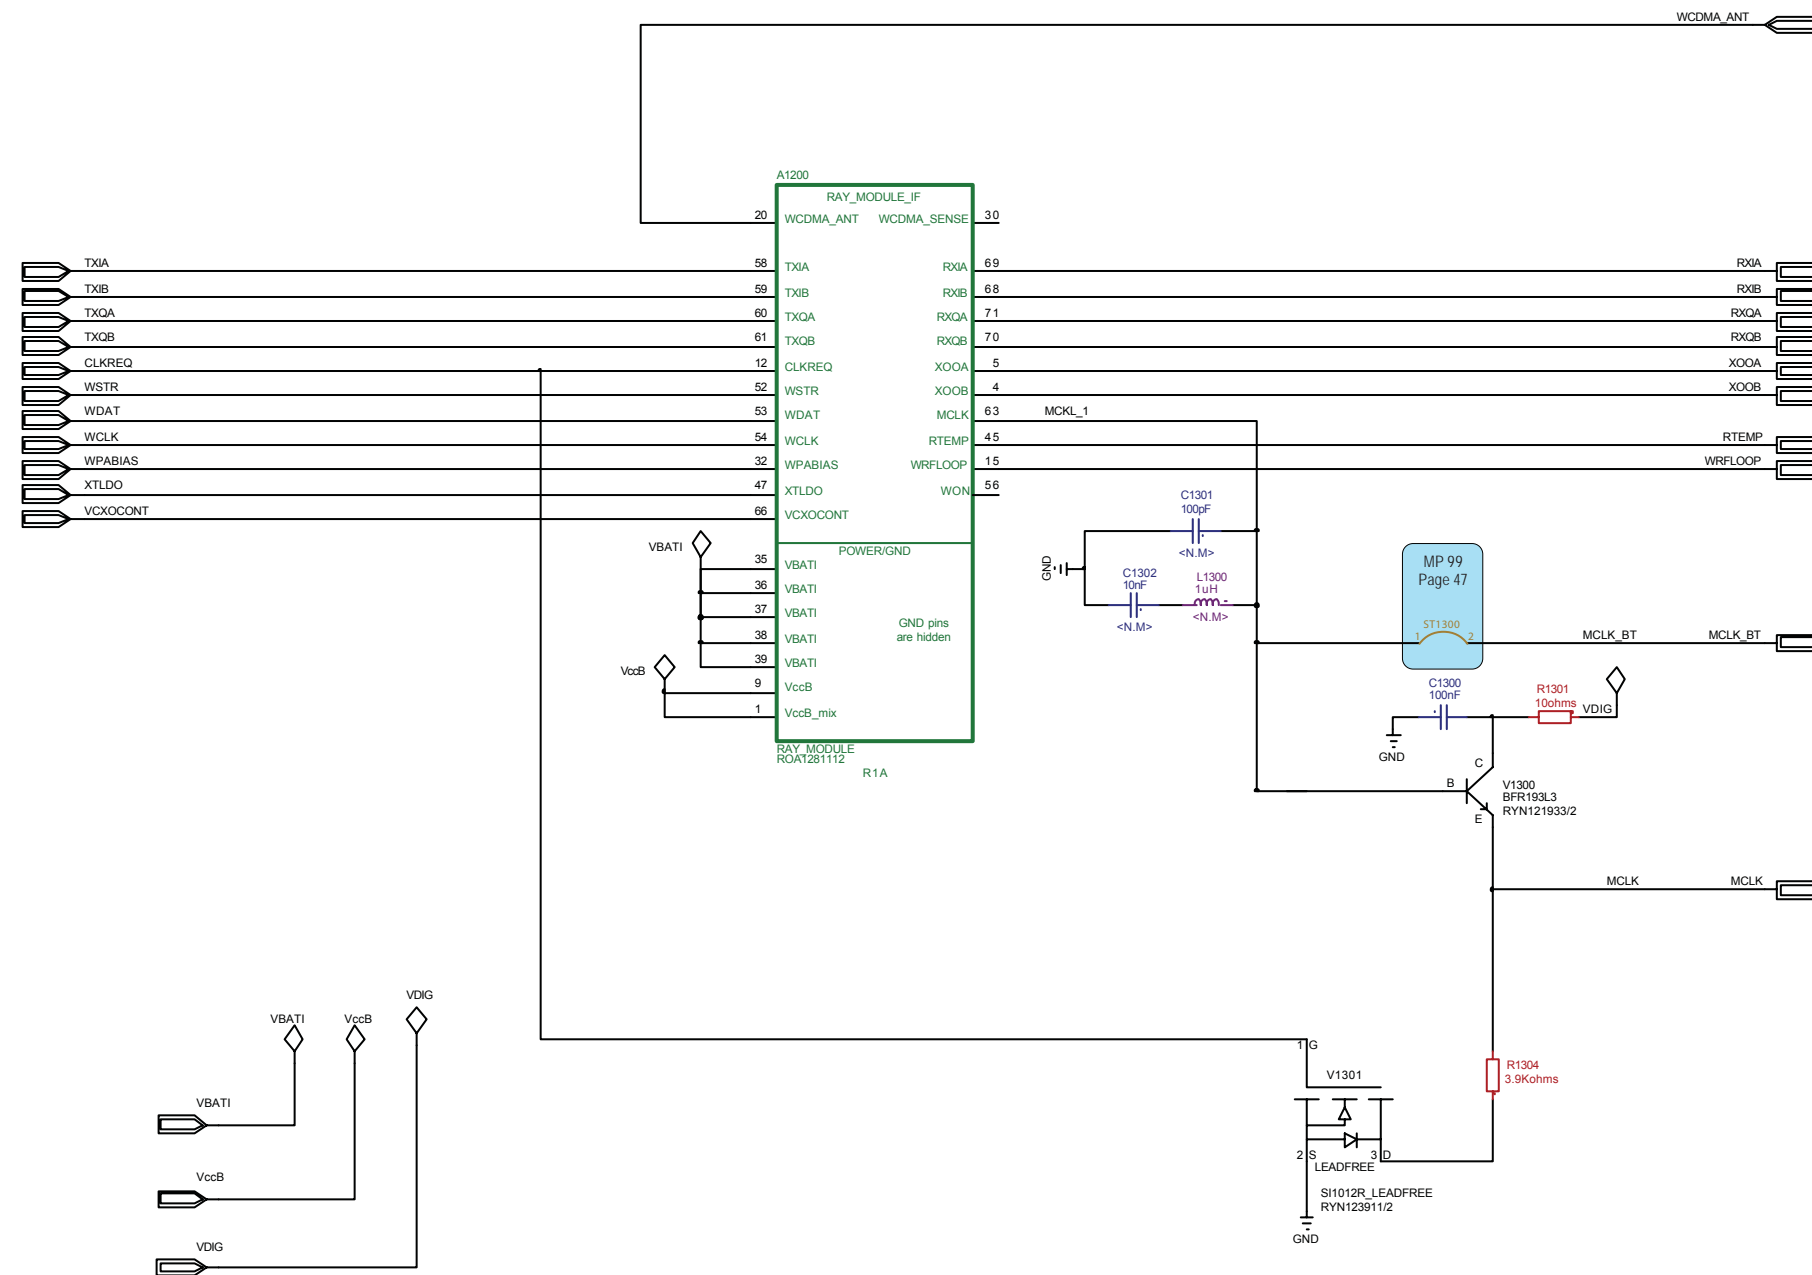 WCDMA_ANT
A1200
RAY_MODULE_IF
20 WCDMA_ANT WCDMA_SENSE 30
TXIA 58 TXIA RXIA 69 RXIA
TXIB 59 TXIB RXIB 68 RXIB
TXQA 60 TXQA RXQA 71 RXQA
TXQB 61 TXQB RXQB 70 RXQB
CLKREQ 12 CLKREQ XOOA 5 XOOA
WSTR 52 WSTR XOOB 4 XOOB
WDAT 53 WDAT MCLK 63 MCKL_1
WCLK 54 WCLK RTEMP 45 RTEMP
WPABIAS 32 WPABIAS WRFLOOP 15 WRFLOOP
XTLDO 47 XTLDO WON 56
VCXOCONT 66 VCXOCONT
C1301
100pF
<N.M>
VBATI
POWER/GND
35 VBATI
36 VBATI
37 VBATI
38 VBATI
39 VBATI
GND pins
are hidden
VccB
9 VccB
1 VccB_mix
RAY_MODULE
ROA1281112
R1A
GND
C1302
10nF
<N.M>
L1300
1uH
<N.M>
MP 99
Page 47
ST1300
1 2
MCLK_BT MCLK_BT
C1300
100nF
R1301
10ohms
VDIG
GND
C
B
E
V1300
BFR193L3
RYN121933/2
MCLK MCLK
VDIG
VBATI VccB
VBATI
VccB
VDIG
1 G
V1301
R1304
3.9Kohms
2 S 3 D
LEADFREE
SI1012R_LEADFREE
RYN123911/2
GND